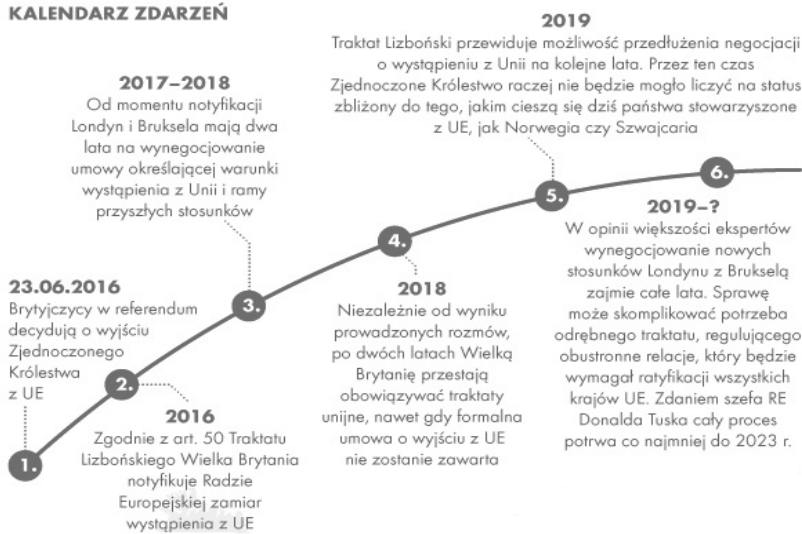 KALENDARZ ZDARZEŃ
23.06.2016
Brytyjczycy w referendum
decydują o wyjściu
Zjednoczonego
Królestwa
z UE
1.
2.
2016
Zgodnie z art. 50 Traktatu
Lizbońskiego Wielka Brytania
notyfikuje Radzie
Europejskiej zamiar
wystąpienia z UE
2017–2018
Od momentu notyfikacji
Londyn i Bruksela mają dwa
lata na wynegocjowanie
umowy określającej warunki
wystąpienia z Unii i ramy
przyszłych stosunków
3.
4.
2018
Niezależnie od wyniku
prowadzonych rozmów,
po dwóch latach Wielką
Brytanię przestają
obowiązywać traktaty
unijne, nawet gdy formalna
umowa o wyjściu z UE
nie zostanie zawarta
2019
Traktat Lizboński przewiduje możliwość przedłużenia negocjacji
o wystąpieniu z Unii na kolejne lata. Przez ten czas
Zjednoczone Królestwo raczej nie będzie mogło liczyć na status
zbliżony do tego, jakim cieszą się dziś państwa stowarzyszone
z UE, jak Norwegia czy Szwajcaria
5.
6.
2019–?
W opinii większości ekspertów
wynegocjowanie nowych
stosunków Londynu z Brukselą
zajmie całe lata. Sprawę
może skomplikować potrzeba
odrębnego traktatu, regulującego
obustronne relacje, który będzie
wymagał ratyfikacji wszystkich
krajów UE. Zdaniem szefa RE
Donalda Tuska cały proces
potrwa co najmniej do 2023 r.